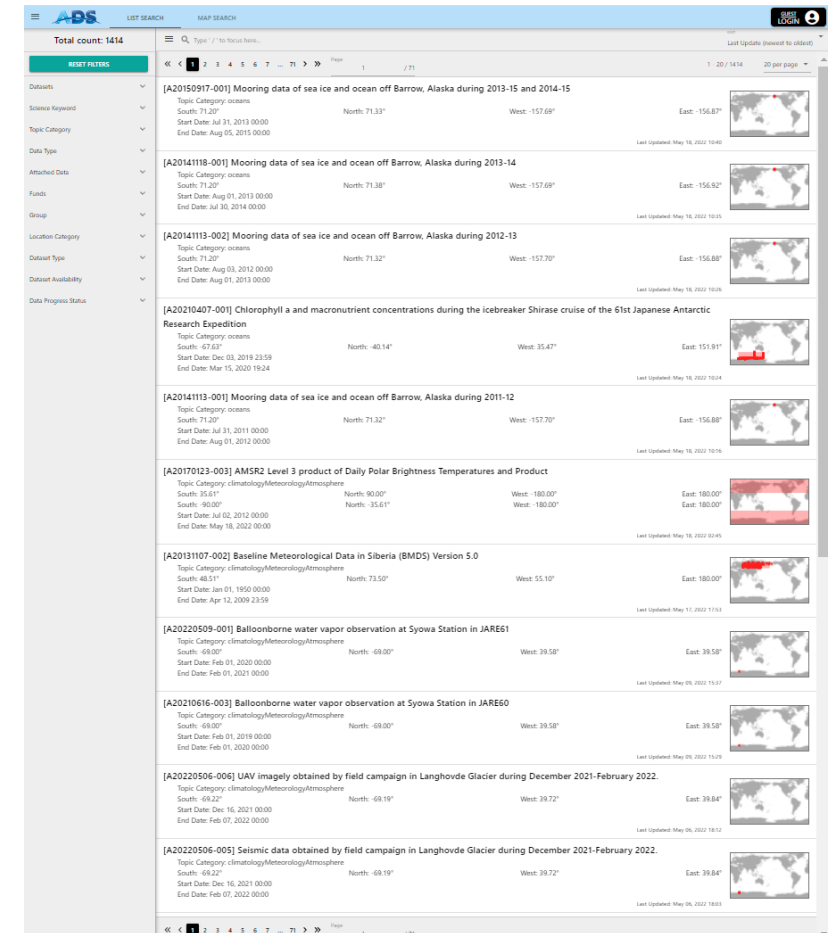 ADS
LIST SEARCH
MAP SEARCH
GUEST
LOGIN
Total count: 1414
Type ' / ' to focus here...
Last Update (newest to oldest)
RESET FILTERS
« < 1 2 3 4 5 6 7 ... 71 > »
Page
1 / 71
1 - 20 / 1414
20 per page
Datasets
Science Keyword
Topic Category
Data Type
Attached Data
Funds
Group
Location Category
Dataset Type
Dataset Availability
Data Progress Status
[A20150917-001] Mooring data of sea ice and ocean off Barrow, Alaska during 2013-15 and 2014-15
Topic Category: oceans
South: 71.20° North: 71.33° West: -157.69° East: -156.87°
Start Date: Jul 31, 2013 00:00
End Date: Aug 05, 2015 00:00
Last Updated: May 18, 2022 10:40
[A20141118-001] Mooring data of sea ice and ocean off Barrow, Alaska during 2013-14
Topic Category: oceans
South: 71.20° North: 71.38° West: -157.69° East: -156.92°
Start Date: Aug 01, 2013 00:00
End Date: Jul 30, 2014 00:00
Last Updated: May 18, 2022 10:35
[A20141113-002] Mooring data of sea ice and ocean off Barrow, Alaska during 2012-13
Topic Category: oceans
South: 71.20° North: 71.32° West: -157.70° East: -156.88°
Start Date: Aug 03, 2012 00:00
End Date: Aug 01, 2013 00:00
Last Updated: May 18, 2022 10:26
[A20210407-001] Chlorophyll a and macronutrient concentrations during the icebreaker Shirase cruise of the 61st Japanese Antarctic
Research Expedition
Topic Category: oceans
South: -67.63° North: -40.14° West: 35.47° East: 151.91°
Start Date: Dec 03, 2019 23:59
End Date: Mar 15, 2020 19:24
Last Updated: May 18, 2022 10:24
[A20141113-001] Mooring data of sea ice and ocean off Barrow, Alaska during 2011-12
Topic Category: oceans
South: 71.20° North: 71.32° West: -157.70° East: -156.88°
Start Date: Jul 31, 2011 00:00
End Date: Aug 01, 2012 00:00
Last Updated: May 18, 2022 10:16
[A20170123-003] AMSR2 Level 3 product of Daily Polar Brightness Temperatures and Product
Topic Category: climatologyMeteorologyAtmosphere
South: 35.61° North: 90.00° West: -180.00° East: 180.00°
South: -90.00° North: -35.61° West: -180.00° East: 180.00°
Start Date: Jul 02, 2012 00:00
End Date: May 18, 2022 00:00
Last Updated: May 18, 2022 02:45
[A20131107-002] Baseline Meteorological Data in Siberia (BMDS) Version 5.0
Topic Category: climatologyMeteorologyAtmosphere
South: 48.51° North: 73.50° West: 55.10° East: 180.00°
Start Date: Jan 01, 1950 00:00
End Date: Apr 12, 2009 23:59
Last Updated: May 17, 2022 17:53
[A20220509-001] Balloonborne water vapor observation at Syowa Station in JARE61
Topic Category: climatologyMeteorologyAtmosphere
South: -69.00° North: -69.00° West: 39.58° East: 39.58°
Start Date: Feb 01, 2020 00:00
End Date: Feb 01, 2021 00:00
Last Updated: May 09, 2022 15:37
[A20210616-003] Balloonborne water vapor observation at Syowa Station in JARE60
Topic Category: climatologyMeteorologyAtmosphere
South: -69.00° North: -69.00° West: 39.58° East: 39.58°
Start Date: Feb 01, 2019 00:00
End Date: Feb 01, 2020 00:00
Last Updated: May 09, 2022 15:29
[A20220506-006] UAV imagely obtained by field campaign in Langhovde Glacier during December 2021-February 2022.
Topic Category: climatologyMeteorologyAtmosphere
South: -69.22° North: -69.19° West: 39.72° East: 39.84°
Start Date: Dec 16, 2021 00:00
End Date: Feb 07, 2022 00:00
Last Updated: May 06, 2022 18:12
[A20220506-005] Seismic data obtained by field campaign in Langhovde Glacier during December 2021-February 2022.
Topic Category: climatologyMeteorologyAtmosphere
South: -69.22° North: -69.19° West: 39.72° East: 39.84°
Start Date: Dec 16, 2021 00:00
End Date: Feb 07, 2022 00:00
Last Updated: May 06, 2022 18:03
« < 1 2 3 4 5 6 7 ... 71 > »
Page